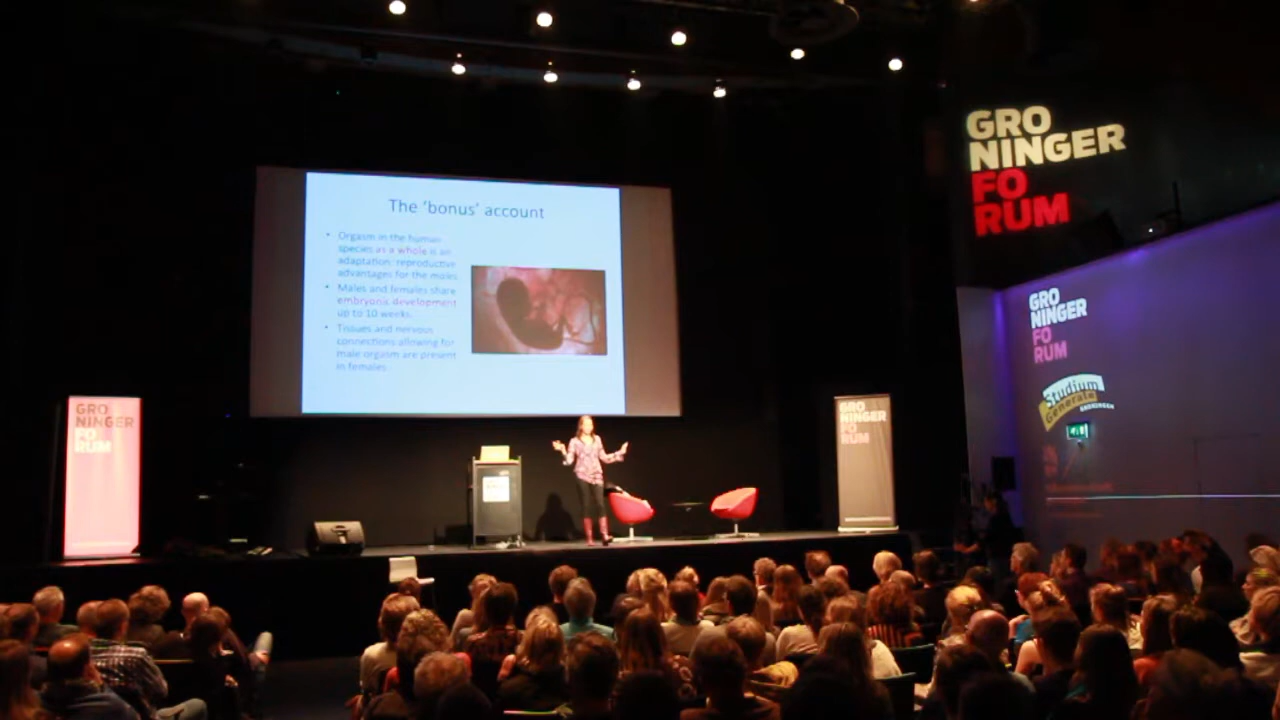 The 'bonus' account
• Orgasm in the human
species as a whole is an
adaptation: reproductive
advantages for the males
• Males and females share
embryonic development
up to 10 weeks.
• Tissues and nervous
connections allowing for
male orgasm are present
in females
GRO
NINGER
FO
RUM
GRO
NINGER
FO
RUM
Studium
Generale
GRONINGEN
GRO
NINGER
FO
RUM
GRO
NINGER
FO
RUM